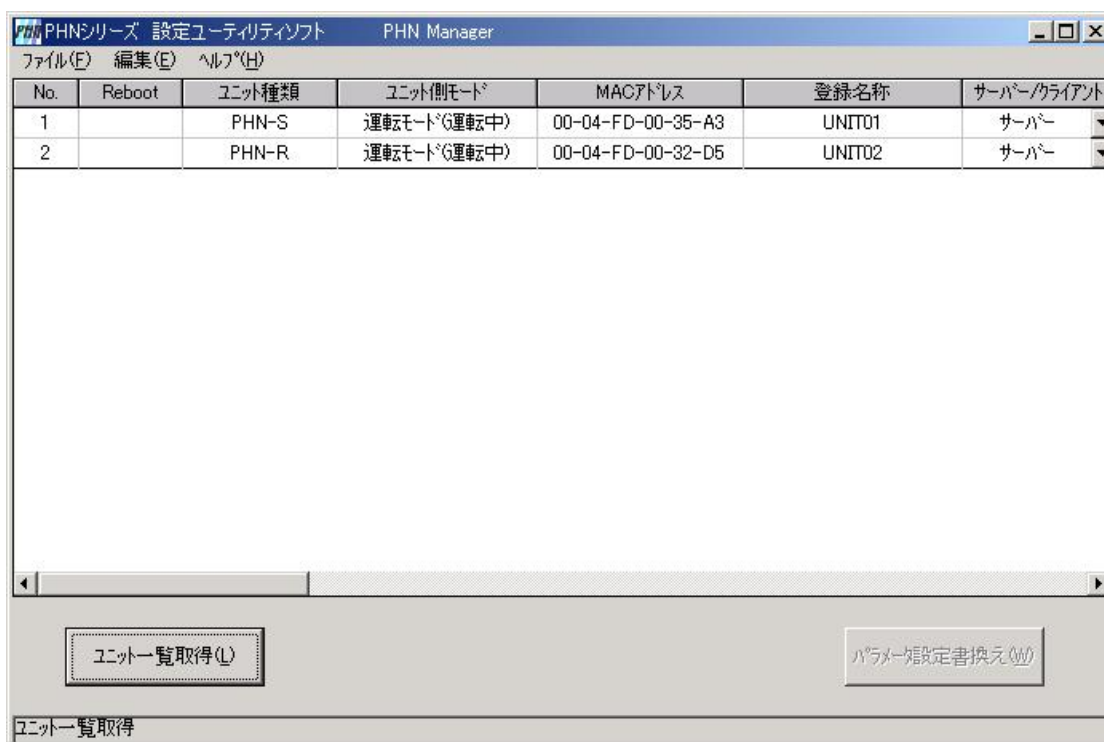 PHN PHNシリーズ 設定ユーティリティソフト PHN Manager
ファイル(F) 編集(E) ヘルプ(H)
No. Reboot ユニット種類 ユニット側モード MACアドレス 登録名称 サーバー/クライアント
1 PHN-S 運転モード(運転中) 00-04-FD-00-35-A3 UNIT01 サーバー
2 PHN-R 運転モード(運転中) 00-04-FD-00-32-D5 UNIT02 サーバー
ユニット一覧取得(L) パラメータ設定書換え(W)
ユニット一覧取得